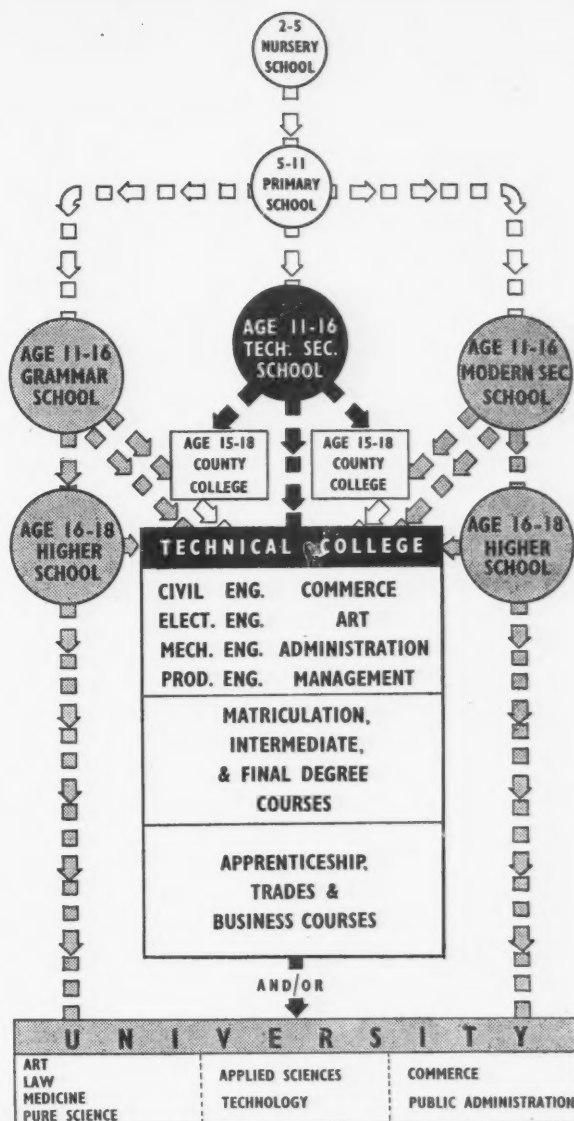 2-5
NURSERY
SCHOOL
5-11
PRIMARY
SCHOOL
AGE 11-16
GRAMMAR
SCHOOL
AGE 11-16
TECH. SEC.
SCHOOL
AGE 11-16
MODERN SEC.
SCHOOL
AGE 15-18
COUNTY
COLLEGE
AGE 15-18
COUNTY
COLLEGE
AGE 16-18
HIGHER
SCHOOL
AGE 16-18
HIGHER
SCHOOL
TECHNICAL COLLEGE
CIVIL ENG. COMMERCE
ELECT. ENG. ART
MECH. ENG. ADMINISTRATION
PROD. ENG. MANAGEMENT
MATRICULATION,
INTERMEDIATE,
& FINAL DEGREE
COURSES
APPRENTICESHIP,
TRADES &
BUSINESS COURSES
AND/OR
UNIVERSITY
ART
LAW
MEDICINE
PURE SCIENCE
APPLIED SCIENCES
TECHNOLOGY
COMMERCE
PUBLIC ADMINISTRATION